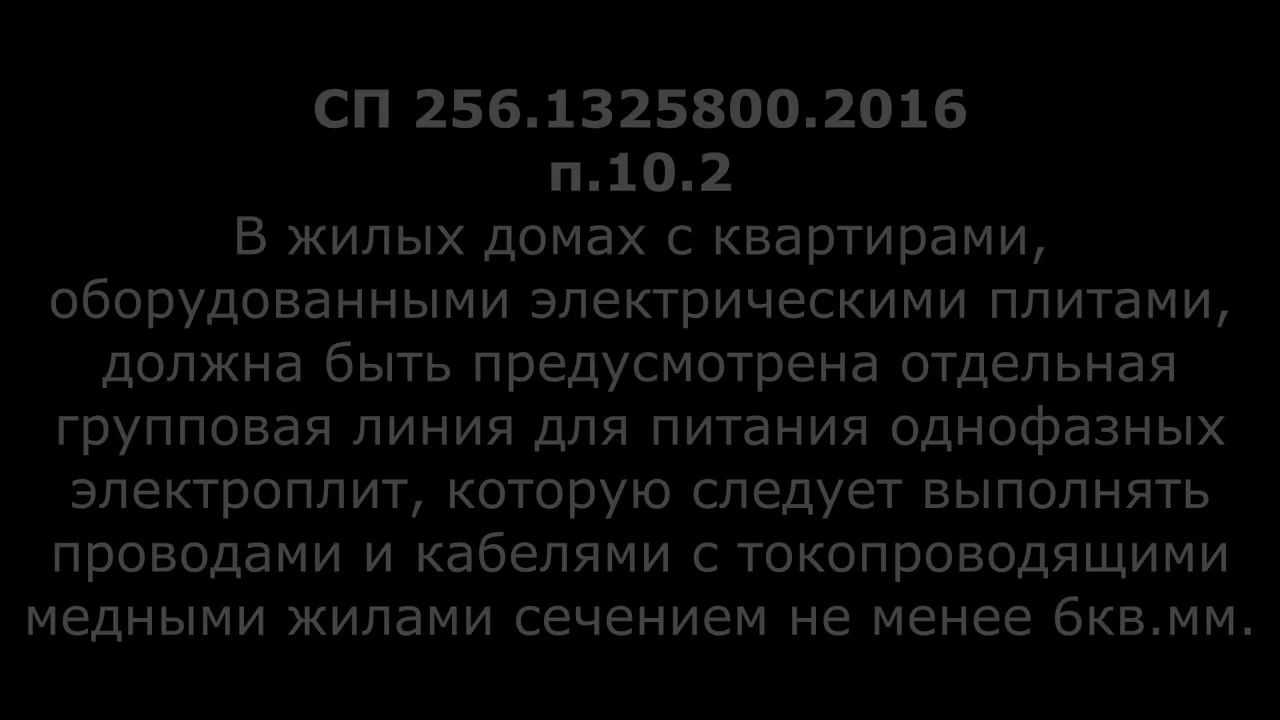 СП 256.1325800.2016
п.10.2
В жилых домах с квартирами,
оборудованными электрическими плитами,
должна быть предусмотрена отдельная
групповая линия для питания однофазных
электроплит, которую следует выполнять
проводами и кабелями с токопроводящими
медными жилами сечением не менее 6кв.мм.